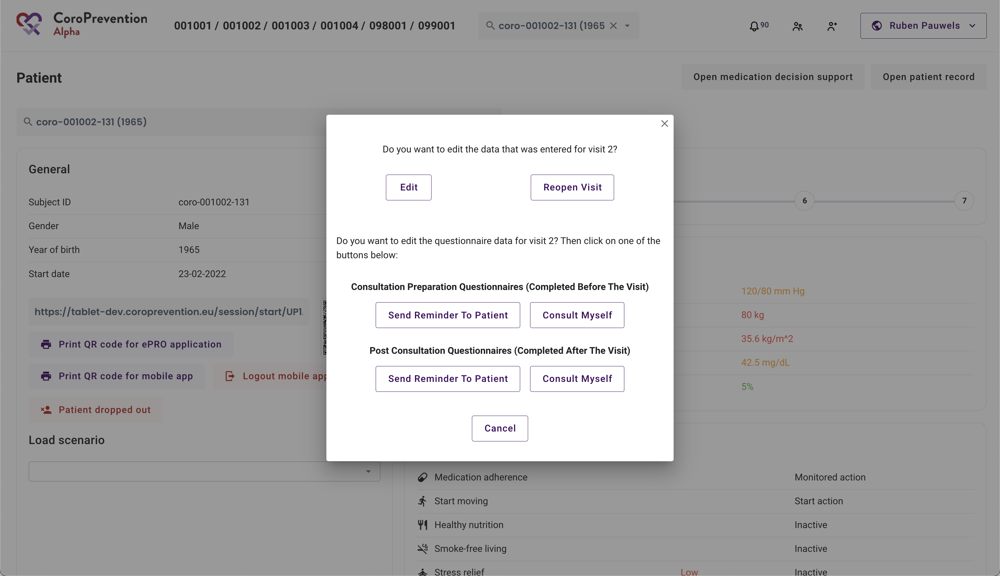 CoroPrevention
Alpha
001001 / 001002 / 001003 / 001004 / 098001 / 099001
coro-001002-131 (1965
90
Ruben Pauwels
Patient
Open medication decision support
Open patient record
coro-001002-131 (1965)
General
Subject ID
coro-001002-131
Gender
Male
Year of birth
1965
Start date
23-02-2022
https://tablet-dev.coroprevention.eu/session/start/UP1
Print QR code for ePRO application
Print QR code for mobile app
Logout mobile app
Patient dropped out
Load scenario
Do you want to edit the data that was entered for visit 2?
Edit
Reopen Visit
Do you want to edit the questionnaire data for visit 2? Then click on one of the
buttons below:
Consultation Preparation Questionnaires (Completed Before The Visit)
Send Reminder To Patient
Consult Myself
Post Consultation Questionnaires (Completed After The Visit)
Send Reminder To Patient
Consult Myself
Cancel
6
7
120/80 mm Hg
80 kg
35.6 kg/m^2
42.5 mg/dL
5%
Medication adherence
Monitored action
Start moving
Start action
Healthy nutrition
Inactive
Smoke-free living
Inactive
Stress relief
Low
Inactive